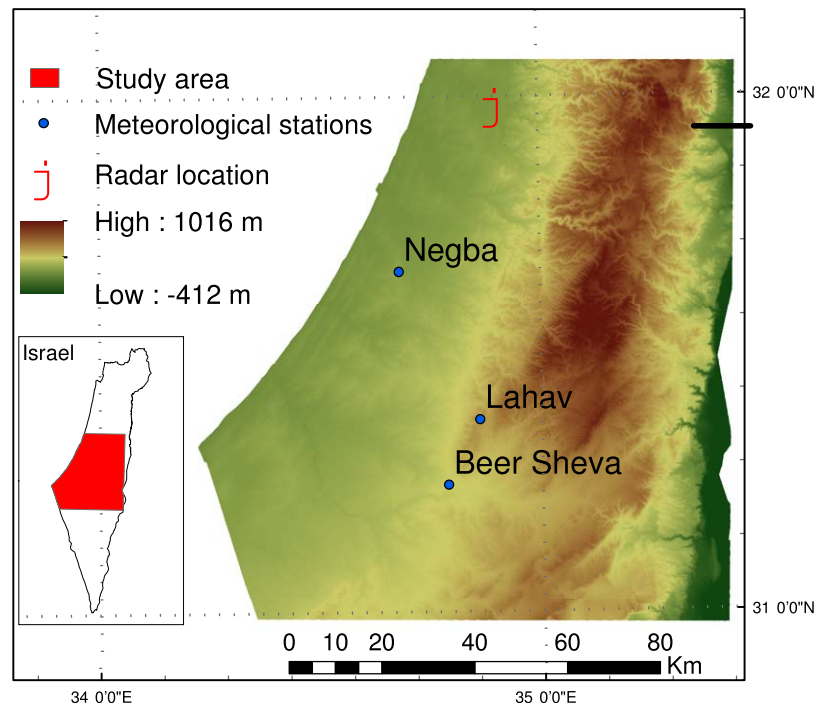 Study area
32 0'0"N
Meteorological stations
Radar location
High : 1016 m
Negba
Low : -412 m
Israel
Lahav
Beer Sheva
31 0'0"N
0 10 20 40 60 80
Km
34 0'0"E 35 0'0"E